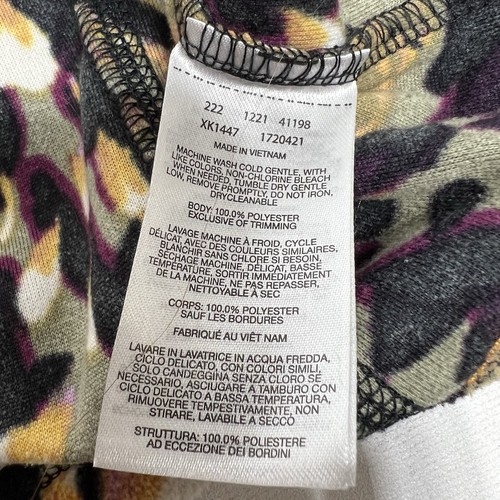 222 1221 41198
XK1447 1720421
MADE IN VIETNAM
MACHINE WASH COLD GENTLE, WITH
LIKE COLORS, NON-CHLORINE BLEACH
WHEN NEEDED, TUMBLE DRY GENTLE
LOW, REMOVE PROMPTLY, DO NOT IRON,
DRYCLEANABLE
BODY: 100.0% POLYESTER
EXCLUSIVE OF TRIMMING
LAVAGE MACHINE À FROID, CYCLE
DÉLICAT, AVEC DES COULEURS SIMILAIRES,
BLANCHIR SANS CHLORE SI BESOIN,
SÉCHAGE MACHINE, DÉLICAT, BASSE
TEMPÉRATURE, SORTIR IMMÉDIATEMENT
DE LA MACHINE, NE PAS REPASSER,
NETTOYABLE À SEC
CORPS: 100.0% POLYESTER
SAUF LES BORDURES
FABRIQUÉ AU VIÊT NAM
LAVARE IN LAVATRICE IN ACQUA FREDDA,
CICLO DELICATO, CON COLORI SIMILI,
SOLO CANDEGGINA SENZA CLORO SE
NECESSARIO, ASCIUGARE A TAMBURO
CICLO DELICATO A BASSA TEMPERATURA,
RIMUOVERE TEMPESTIVAMENTE, NON
STIRARE, LAVABILE A SECCO
STRUTTURA: 100.0% POLIESTERE
AD ECCEZIONE DEI BORDINI